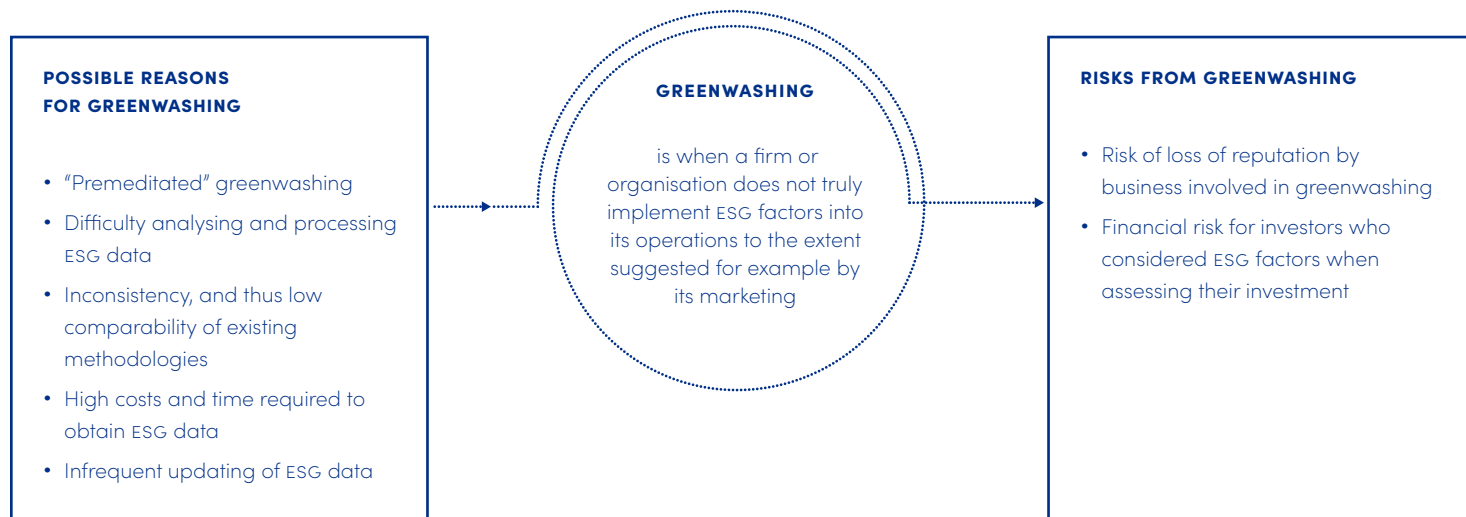 POSSIBLE REASONS
FOR GREENWASHING
• “Premeditated” greenwashing
• Difficulty analysing and processing
ESG data
• Inconsistency, and thus low
comparability of existing
methodologies
• High costs and time required to
obtain ESG data
• Infrequent updating of ESG data
GREENWASHING
is when a firm or
organisation does not truly
implement ESG factors into
its operations to the extent
suggested for example by
its marketing
RISKS FROM GREENWASHING
• Risk of loss of reputation by
business involved in greenwashing
• Financial risk for investors who
considered ESG factors when
assessing their investment